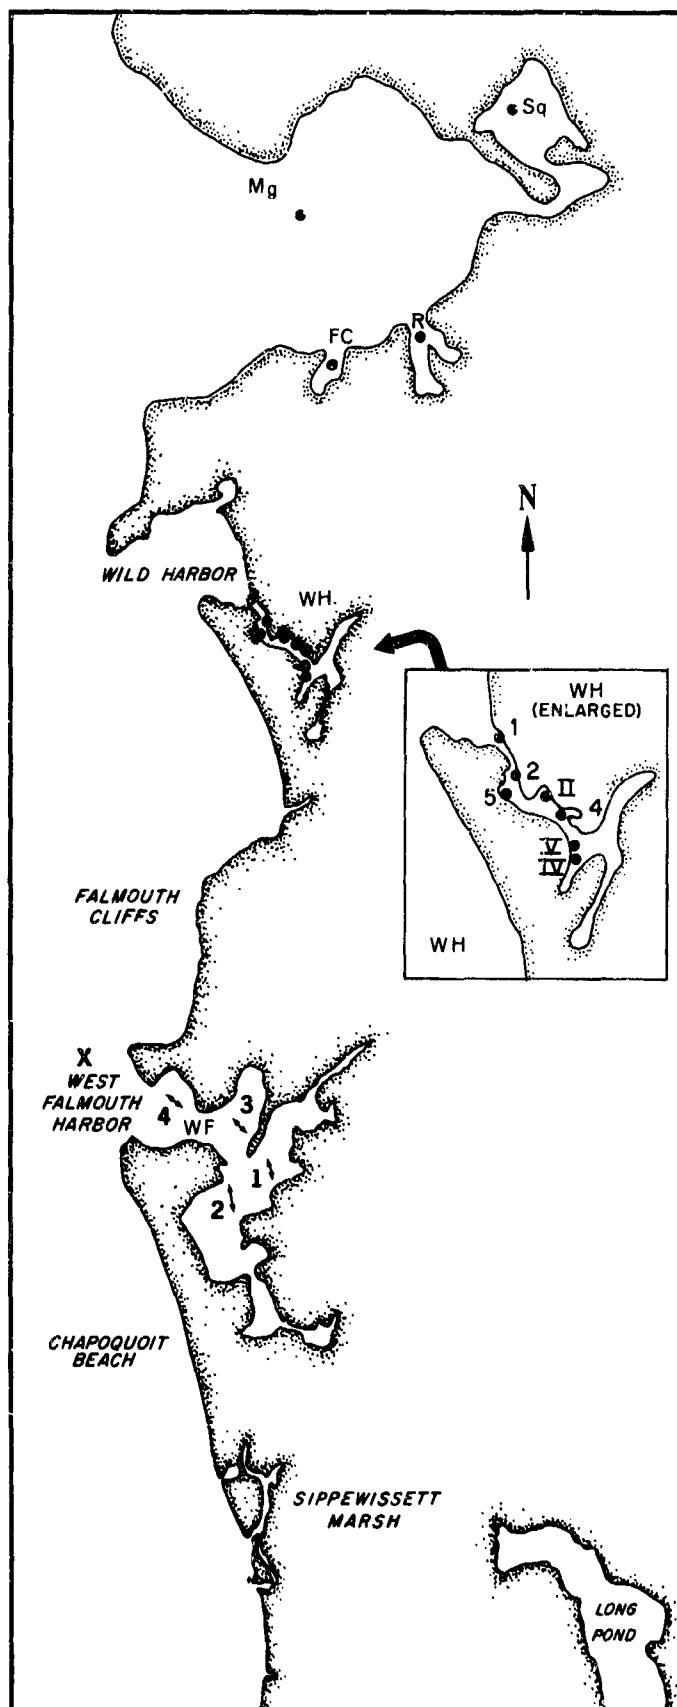 Sq
Mg
R
FC
N
WILD HARBOR
WH
WH
(ENLARGED)
1
2
II
5
4
V
IV
WH
FALMOUTH
CLIFFS
X
WEST
FALMOUTH
HARBOR
3
4
WF
1
2
CHAPOQUOIT
BEACH
SIPPEWISSETT
MARSH
LONG
POND